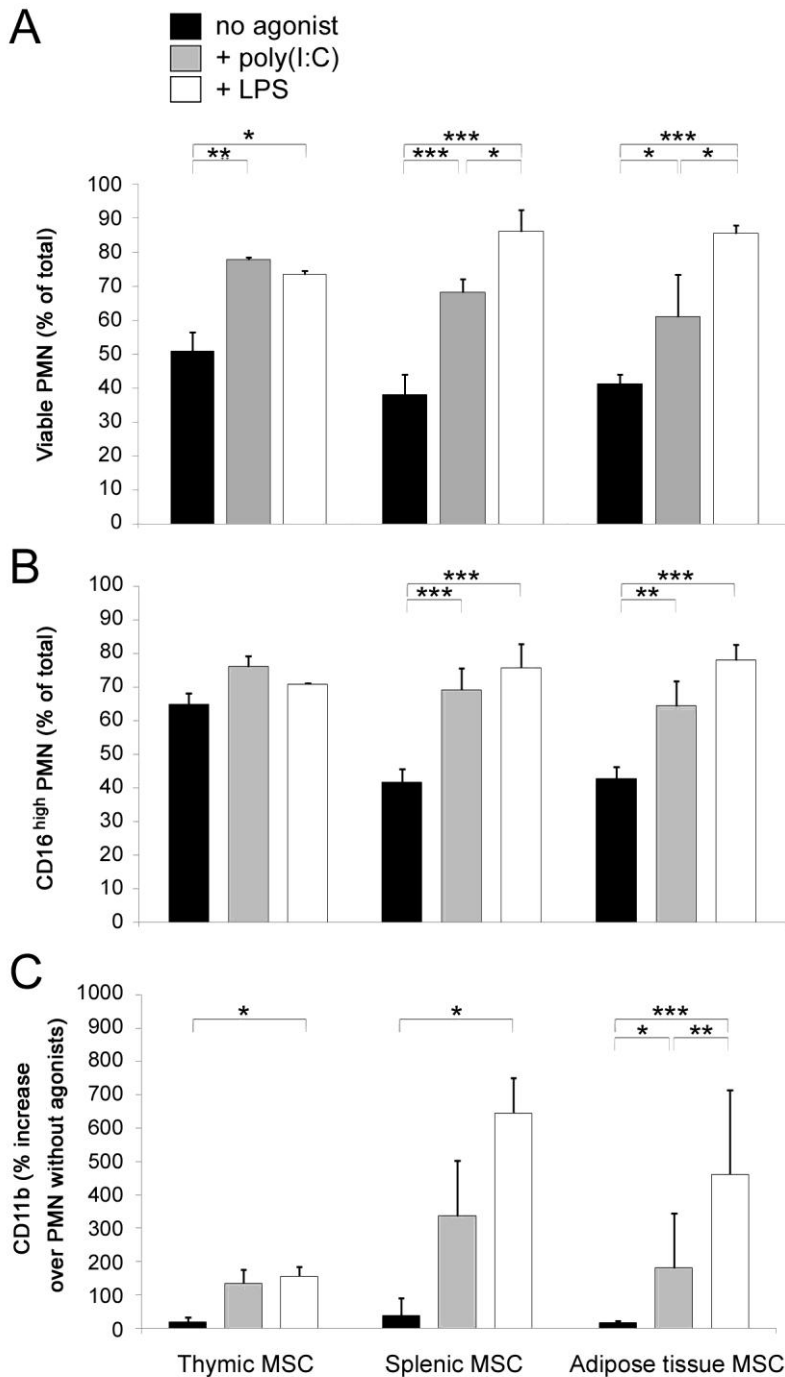 A
no agonist
+ poly(I:C)
+ LPS
* *** ***
** *** * * *
Viable PMN (% of total)
100
90
80
70
60
50
40
30
20
10
0
B
*** ***
*** **
CD16 high PMN (% of total)
100
90
80
70
60
50
40
30
20
10
0
C
* * ***
* **
CD11b (% increase
over PMN without agonists)
1000
900
800
700
600
500
400
300
200
100
0
Thymic MSC Splenic MSC Adipose tissue MSC